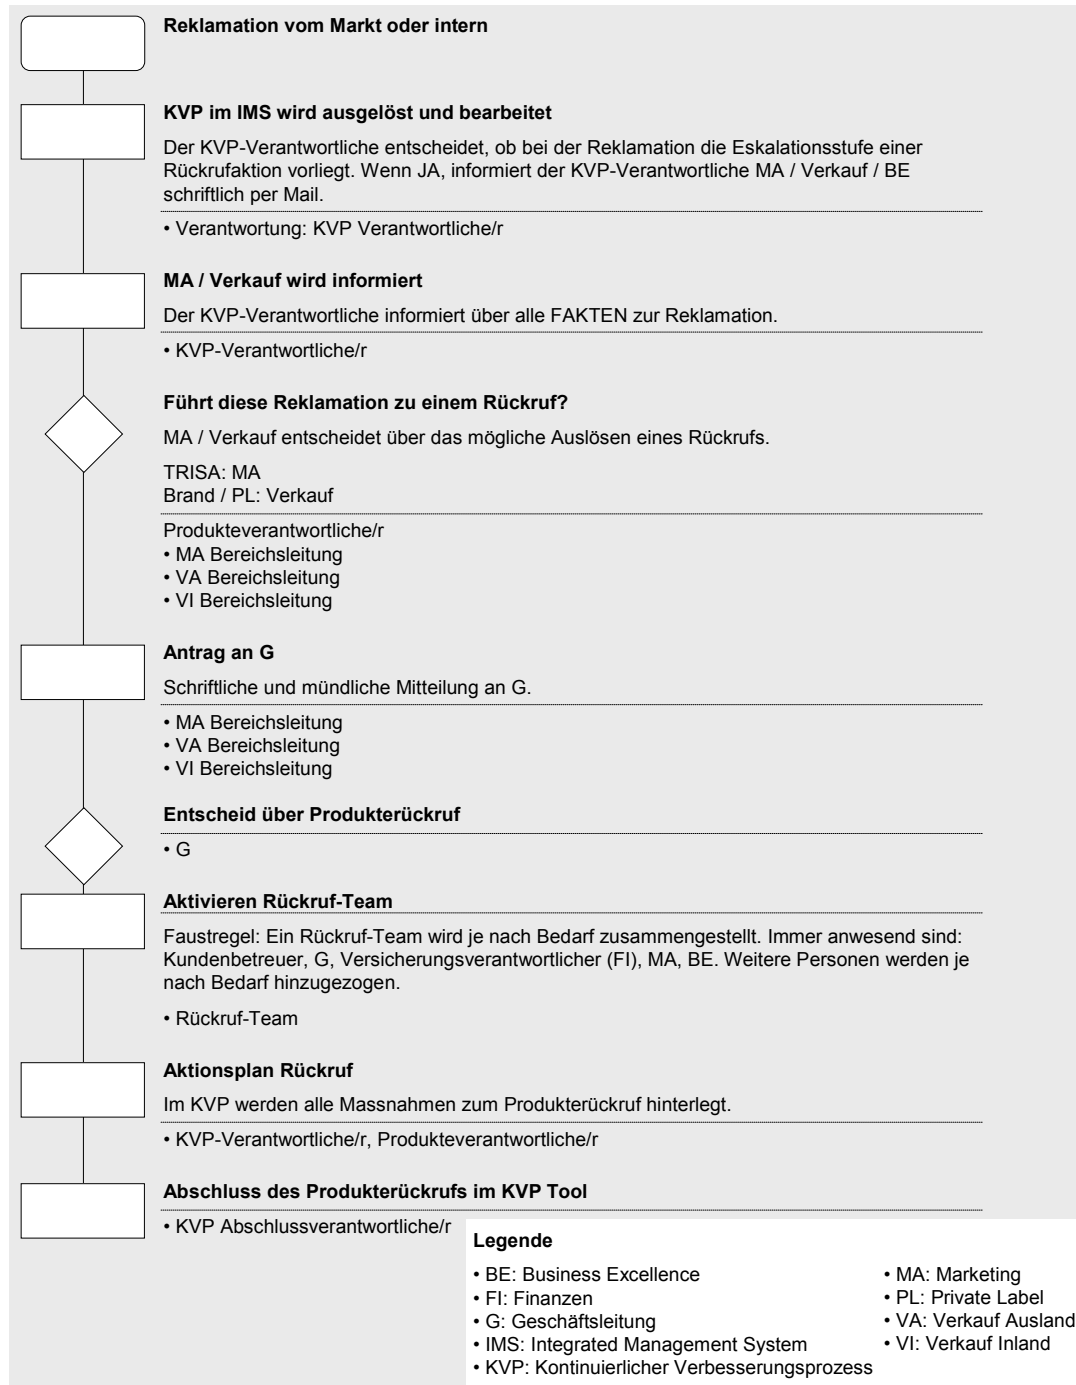 Reklamation vom Markt oder intern
KVP im IMS wird ausgelöst und bearbeitet
Der KVP-Verantwortliche entscheidet, ob bei der Reklamation die Eskalationsstufe einer
Rückrufaktion vorliegt. Wenn JA, informiert der KVP-Verantwortliche MA / Verkauf / BE
schriftlich per Mail.
• Verantwortung: KVP Verantwortliche/r
MA / Verkauf wird informiert
Der KVP-Verantwortliche informiert über alle FAKTEN zur Reklamation.
• KVP-Verantwortliche/r
Führt diese Reklamation zu einem Rückruf?
MA / Verkauf entscheidet über das mögliche Auslösen eines Rückrufs.
TRISA: MA
Brand / PL: Verkauf
Produkteverantwortliche/r
• MA Bereichsleitung
• VA Bereichsleitung
• VI Bereichsleitung
Antrag an G
Schriftliche und mündliche Mitteilung an G.
• MA Bereichsleitung
• VA Bereichsleitung
• VI Bereichsleitung
Entscheid über Produkterückruf
• G
Aktivieren Rückruf-Team
Faustregel: Ein Rückruf-Team wird je nach Bedarf zusammengestellt. Immer anwesend sind:
Kundenbetreuer, G, Versicherungsverantwortlicher (FI), MA, BE. Weitere Personen werden je
nach Bedarf hinzugezogen.
• Rückruf-Team
Aktionsplan Rückruf
Im KVP werden alle Massnahmen zum Produkterückruf hinterlegt.
• KVP-Verantwortliche/r, Produkteverantwortliche/r
Abschluss des Produkterückrufs im KVP Tool
• KVP Abschlussverantwortliche/r
Legende
• BE: Business Excellence
• FI: Finanzen
• G: Geschäftsleitung
• IMS: Integrated Management System
• KVP: Kontinuierlicher Verbesserungsprozess
• MA: Marketing
• PL: Private Label
• VA: Verkauf Ausland
• VI: Verkauf Inland